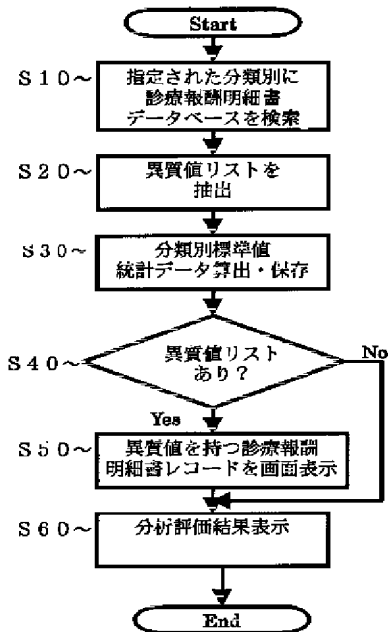 Start
S10～
指定された分類別に
診療報酬明細書
データベースを検索
S20～
異質値リストを
抽出
S30～
分類別標準値
統計データ算出・保存
S40～
異質値リスト
あり？
No
Yes
S50～
異質値を持つ診療報酬
明細書レコードを画面表示
S60～
分析評価結果表示
End